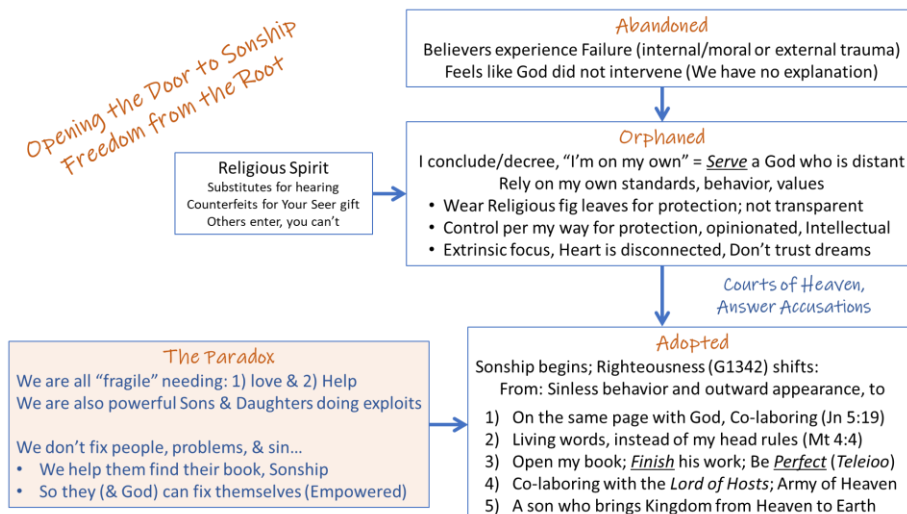 Opening the Door to Sonship
Freedom from the Root
Abandoned
Believers experience Failure (internal/moral or external trauma)
Feels like God did not intervene (We have no explanation)
Orphaned
I conclude/decree, “I’m on my own” = Serve a God who is distant
Rely on my own standards, behavior, values
• Wear Religious fig leaves for protection; not transparent
• Control per my way for protection, opinionated, Intellectual
• Extrinsic focus, Heart is disconnected, Don’t trust dreams
Religious Spirit
Substitutes for hearing
Counterfeits for Your Seer gift
Others enter, you can’t
Courts of Heaven,
Answer Accusations
The Paradox
We are all “fragile” needing: 1) love & 2) Help
We are also powerful Sons & Daughters doing exploits
We don’t fix people, problems, & sin…
• We help them find their book, Sonship
• So they (& God) can fix themselves (Empowered)
Adopted
Sonship begins; Righteousness (G1342) shifts:
From: Sinless behavior and outward appearance, to
1) On the same page with God, Co-laboring (Jn 5:19)
2) Living words, instead of my head rules (Mt 4:4)
3) Open my book; Finish his work; Be Perfect (Teleioo)
4) Co-laboring with the Lord of Hosts; Army of Heaven
5) A son who brings Kingdom from Heaven to Earth